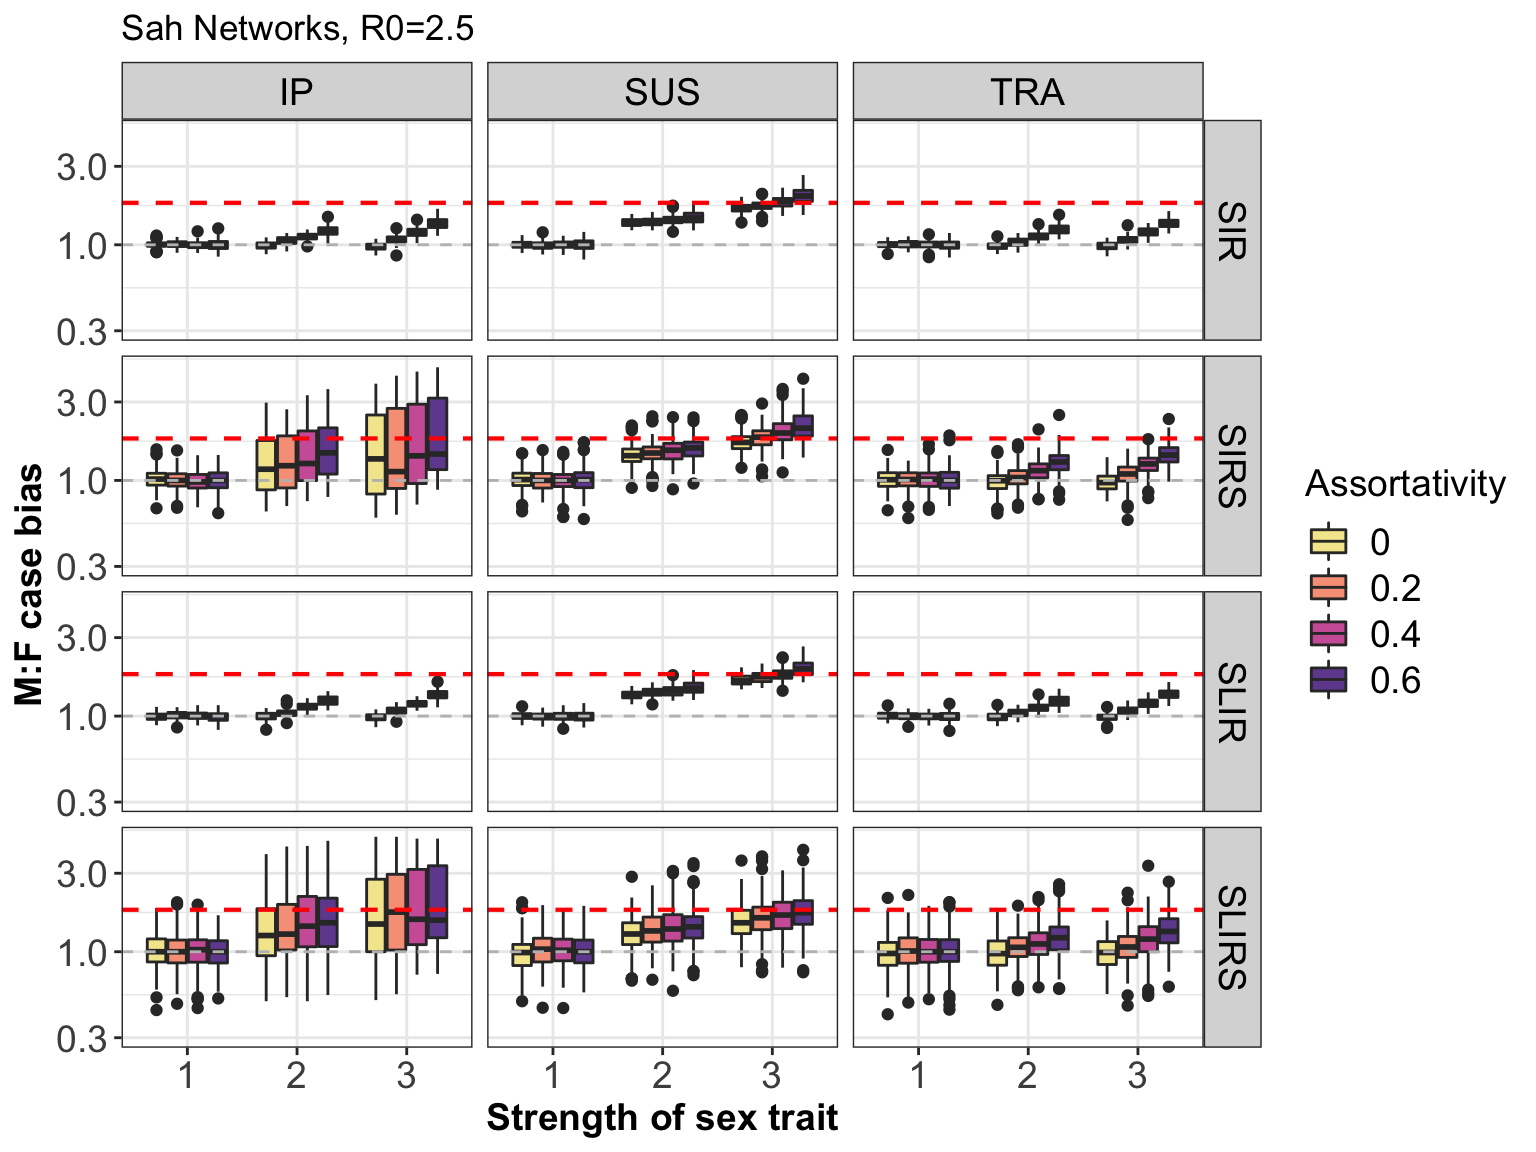 Sah Networks, R0=2.5
IP
SUS
TRA
3.0
1.0
0.3
SIR
3.0
1.0
0.3
SIRS
3.0
1.0
0.3
SLIR
3.0
1.0
0.3
SLIRS
M:F case bias
1 2 3
1 2 3
1 2 3
Strength of sex trait
Assortativity
0
0.2
0.4
0.6